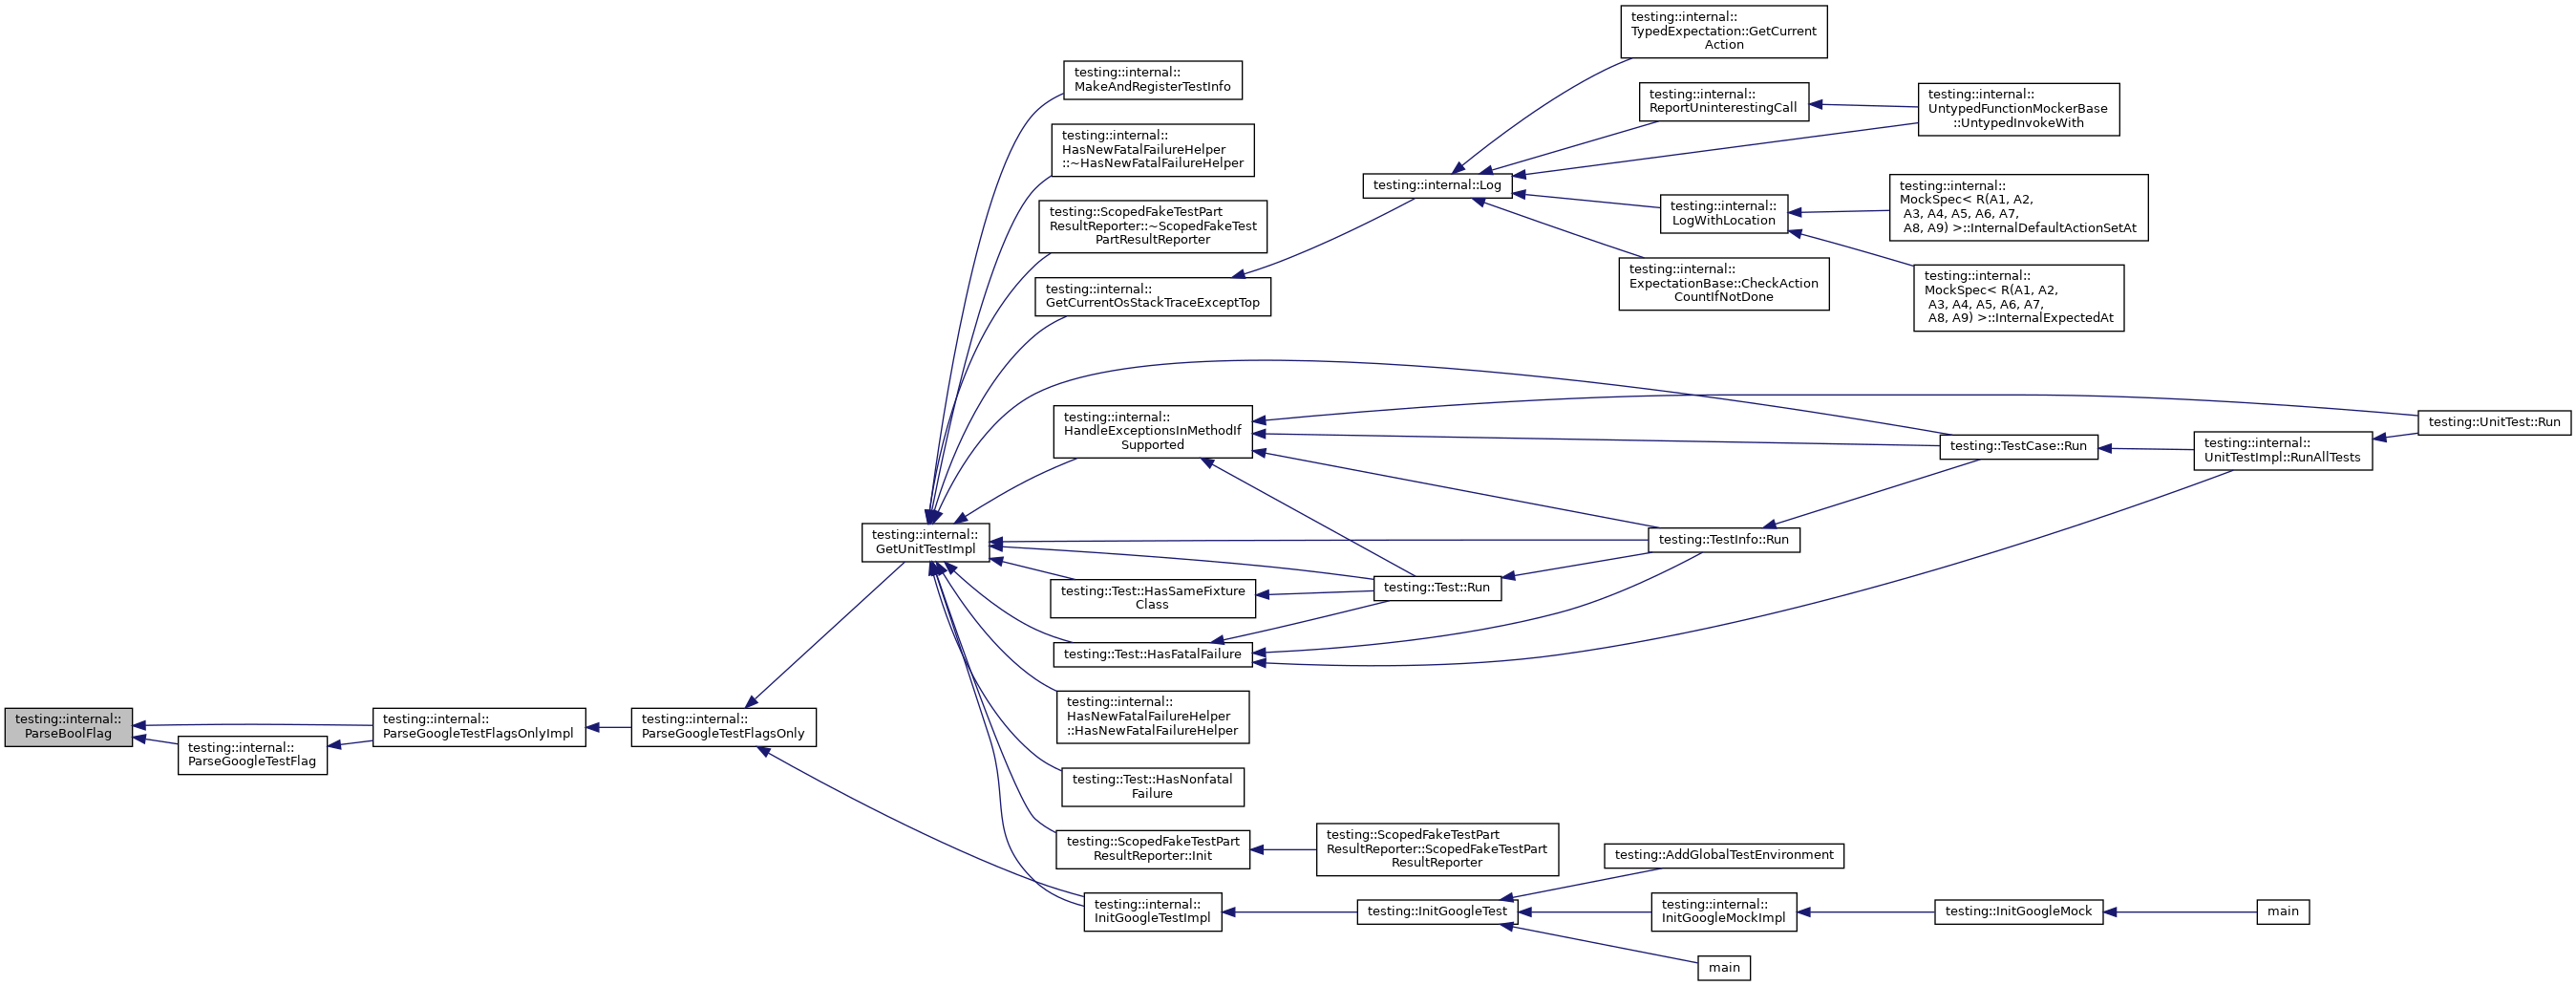 testing::internal::
ParseBoolFlag
testing::internal::
ParseGoogleTestFlag
testing::internal::
ParseGoogleTestFlagsOnlyImpl
testing::internal::
ParseGoogleTestFlagsOnly
testing::internal::
GetUnitTestImpl
testing::internal::
MakeAndRegisterTestInfo
testing::internal::
HasNewFatalFailureHelper
::~HasNewFatalFailureHelper
testing::ScopedFakeTestPart
ResultReporter::~ScopedFakeTest
PartResultReporter
testing::internal::
GetCurrentOsStackTraceExceptTop
testing::internal::
HandleExceptionsInMethodIf
Supported
testing::Test::HasSameFixture
Class
testing::Test::HasFatalFailure
testing::internal::
HasNewFatalFailureHelper
::HasNewFatalFailureHelper
testing::Test::HasNonfatal
Failure
testing::ScopedFakeTestPart
ResultReporter::Init
testing::internal::
InitGoogleTestImpl
testing::internal::Log
testing::Test::Run
testing::ScopedFakeTestPart
ResultReporter::ScopedFakeTestPart
ResultReporter
testing::InitGoogleTest
testing::internal::
TypedExpectation::GetCurrent
Action
testing::internal::
ReportUninterestingCall
testing::internal::
LogWithLocation
testing::internal::
ExpectationBase::CheckAction
CountIfNotDone
testing::TestInfo::Run
testing::AddGlobalTestEnvironment
testing::internal::
InitGoogleMockImpl
main
testing::internal::
UntypedFunctionMockerBase
::UntypedInvokeWith
testing::internal::
MockSpec< R(A1, A2,
A3, A4, A5, A6, A7,
A8, A9) >::InternalDefaultActionSetAt
testing::internal::
MockSpec< R(A1, A2,
A3, A4, A5, A6, A7,
A8, A9) >::InternalExpectedAt
testing::TestCase::Run
testing::InitGoogleMock
testing::internal::
UnitTestImpl::RunAllTests
main
testing::UnitTest::Run